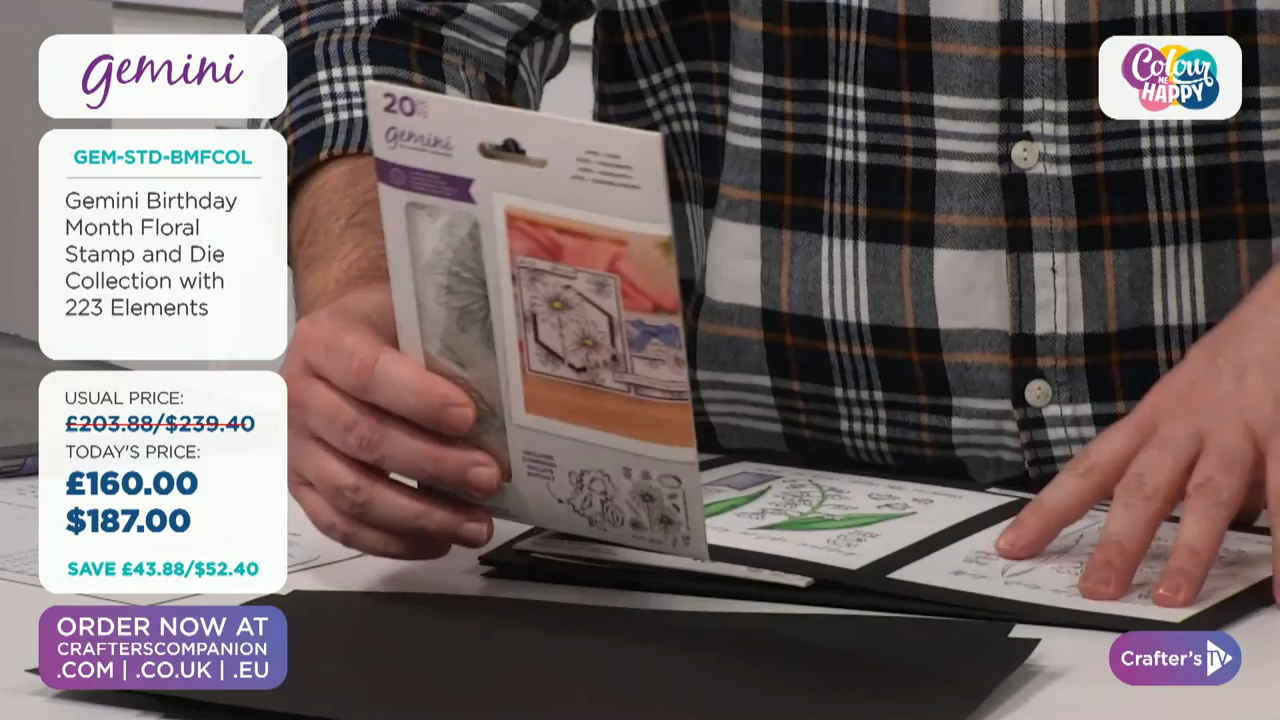 gemini
GEM-STD-BMFCOL
Gemini Birthday
Month Floral
Stamp and Die
Collection with
223 Elements
USUAL PRICE:
£203.88/$239.40
TODAY'S PRICE:
£160.00
$187.00
SAVE £43.88/$52.40
ORDER NOW AT
CRAFTERSCOMPANION
.COM | .CO.UK | .EU
20
gemini
Colour
ME
HAPPY
Crafter's TV